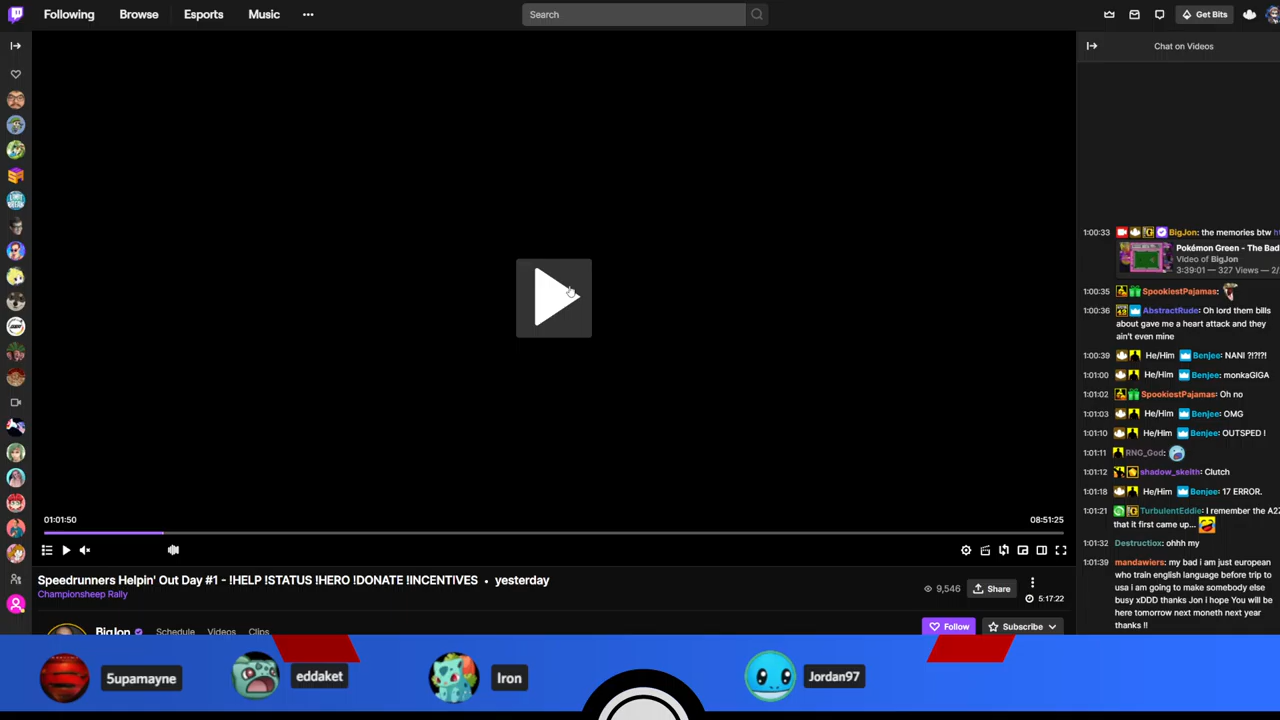 Following
Browse
Esports
Music
Search
Get Bits
Chat on Videos
1:00:33 BigJon: the memories btw
Pokémon Green - The Bad
Video of BigJon
3:39:01 — 327 Views — 2/
1:00:35 SpookiestPajamas:
1:00:36 AbstractRude: Oh lord them bills
about gave me a heart attack and they
ain't even mine
1:00:39 He/Him Benjee: NANI ?!?!?!
1:01:00 He/Him Benjee: monkaGIGA
1:01:02 SpookiestPajamas: Oh no
1:01:03 He/Him Benjee: OMG
1:01:10 He/Him Benjee: OUTSPED !
1:01:11 RNG_God:
1:01:12 shadow_skeith: Clutch
1:01:18 He/Him Benjee: 17 ERROR.
1:01:21 TurbulentEddie: I remember the
that it first came up...
1:01:32 Destructiox: ohhh my
1:01:39 mandawiers: my bad i am just european
who train english language before trip to
usa i am going to make somebody else
busy xDDD thanks Jon i hope You will be
here tomorrow next moneth next year
thanks !!
01:01:50
08:51:25
Speedrunners Helpin' Out Day #1 - !HELP !STATUS !HERO !DONATE !INCENTIVES • yesterday
Championsheep Rally
9,546
Share
5:17:22
BigJon
Schedule
Videos
Clips
Follow
Subscribe
5upamayne
eddaket
Iron
Jordan97